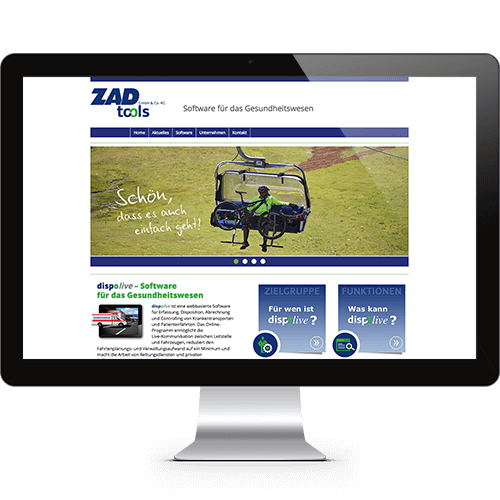 ZAD
GmbH & Co. KG
tools
Software für das Gesundheitswesen
Home Aktuelles Software Unternehmen Kontakt
Schön,
dass es auch
einfach geht!
dispolive – Software
für das Gesundheitswesen
dispolive ist eine webbasierte Software
für Erfassung, Disposition, Abrechnung
und Controlling von Krankentransporten
und Patientenfahrten. Das Online-
Programm ermöglicht die
Live-Kommunikation zwischen Leitstelle
und Fahrzeugen, reduziert den
Fahrtenplanungs- und Verwaltungsaufwand auf ein Minimum und
macht die Arbeit von Rettungsdiensten und privaten
ZIELGRUPPE
Für wen ist
dispolive?
FUNKTIONEN
Was kann
dispolive?